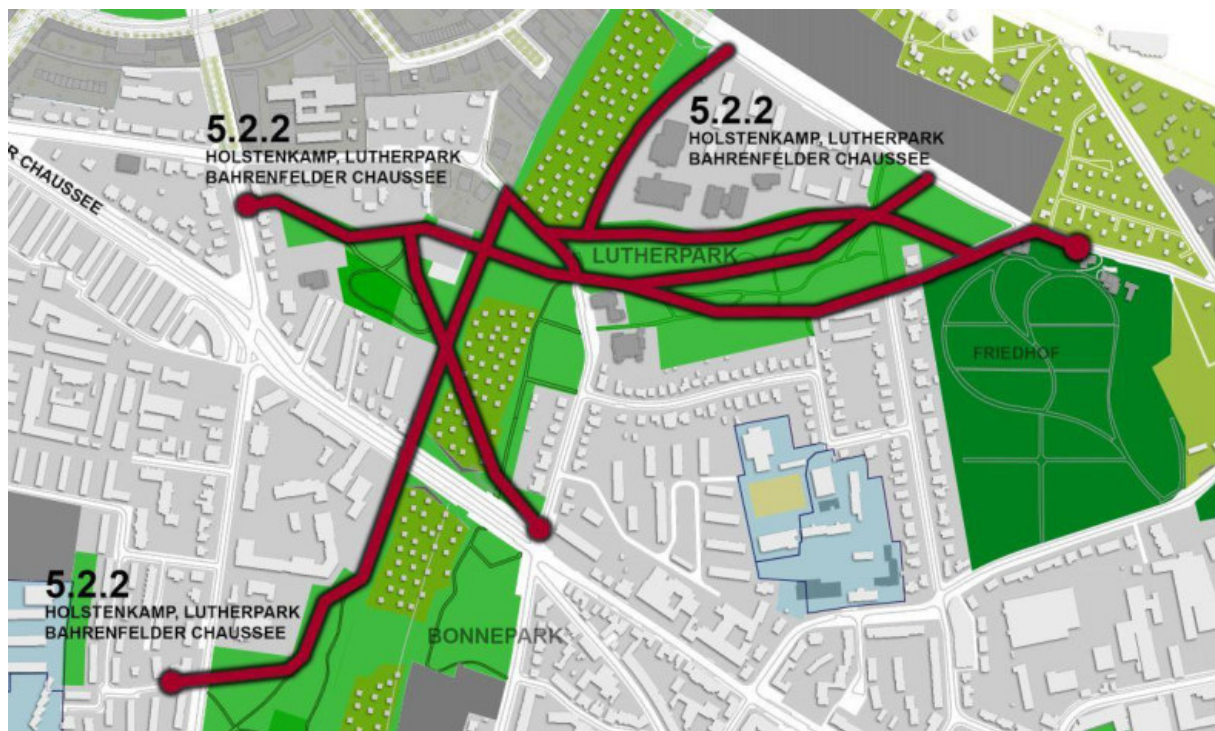 5.2.2
HOLSTENKAMP, LUTHERPARK
BAHRENFELDER CHAUSSEE
5.2.2
HOLSTENKAMP, LUTHERPARK
BAHRENFELDER CHAUSSEE
R CHAUSSEE
LUTHERPARK
FRIEDHOF
5.2.2
HOLSTENKAMP, LUTHERPARK
BAHRENFELDER CHAUSSEE
BONNEPARK